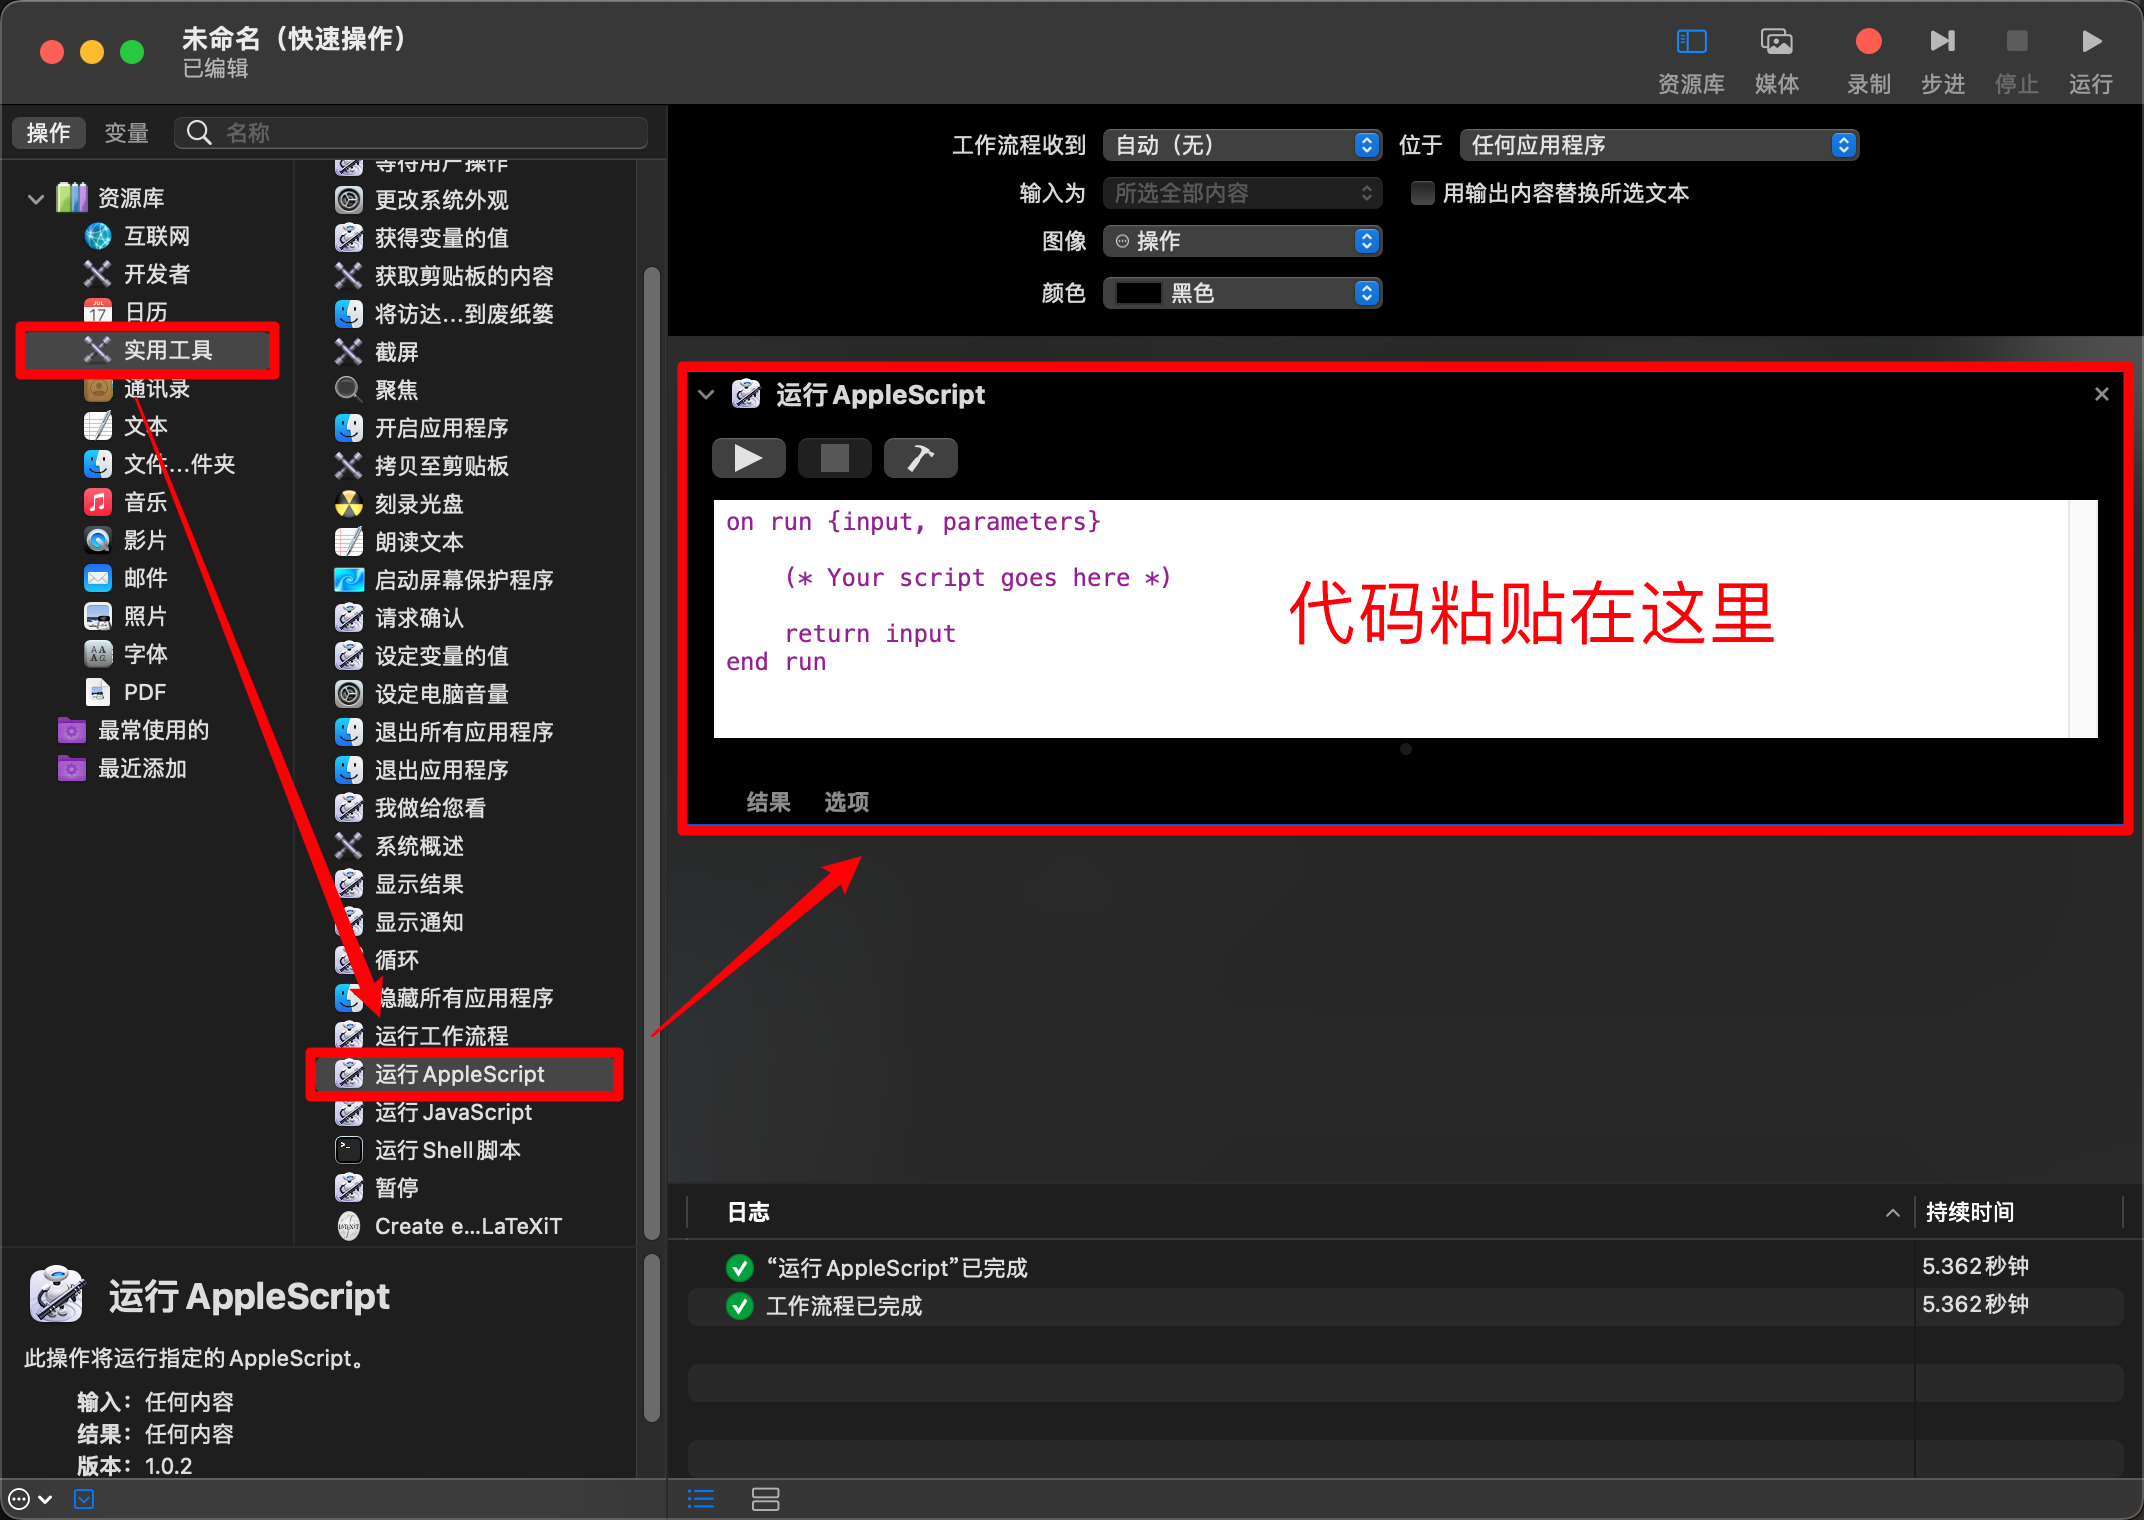 未命名（快速操作）
已编辑
资源库
媒体
录制
步进
停止
运行
操作
变量
名称
资源库
互联网
开发者
日历
实用工具
通讯录
文本
文件…件夹
音乐
影片
邮件
照片
字体
PDF
最常使用的
最近添加
等待用户操作
更改系统外观
获得变量的值
获取剪贴板的内容
将访达…到废纸篓
截屏
聚焦
开启应用程序
拷贝至剪贴板
刻录光盘
朗读文本
启动屏幕保护程序
请求确认
设定变量的值
设定电脑音量
退出所有应用程序
退出应用程序
我做给您看
系统概述
显示结果
显示通知
循环
隐藏所有应用程序
运行工作流程
运行 AppleScript
运行 JavaScript
运行 Shell 脚本
暂停
Create e...LaTeXiT
运行 AppleScript
此操作将运行指定的 AppleScript。
输入：任何内容
结果：任何内容
版本：1.0.2
工作流程收到 自动（无） 位于 任何应用程序
输入为 所选全部内容 用输出内容替换所选文本
图像 操作
颜色 黑色
运行 AppleScript
on run {input, parameters}
(* Your script goes here *)
return input
end run
代码粘贴在这里
结果 选项
日志 持续时间
“运行 AppleScript”已完成 5.362 秒钟
工作流程已完成 5.362 秒钟